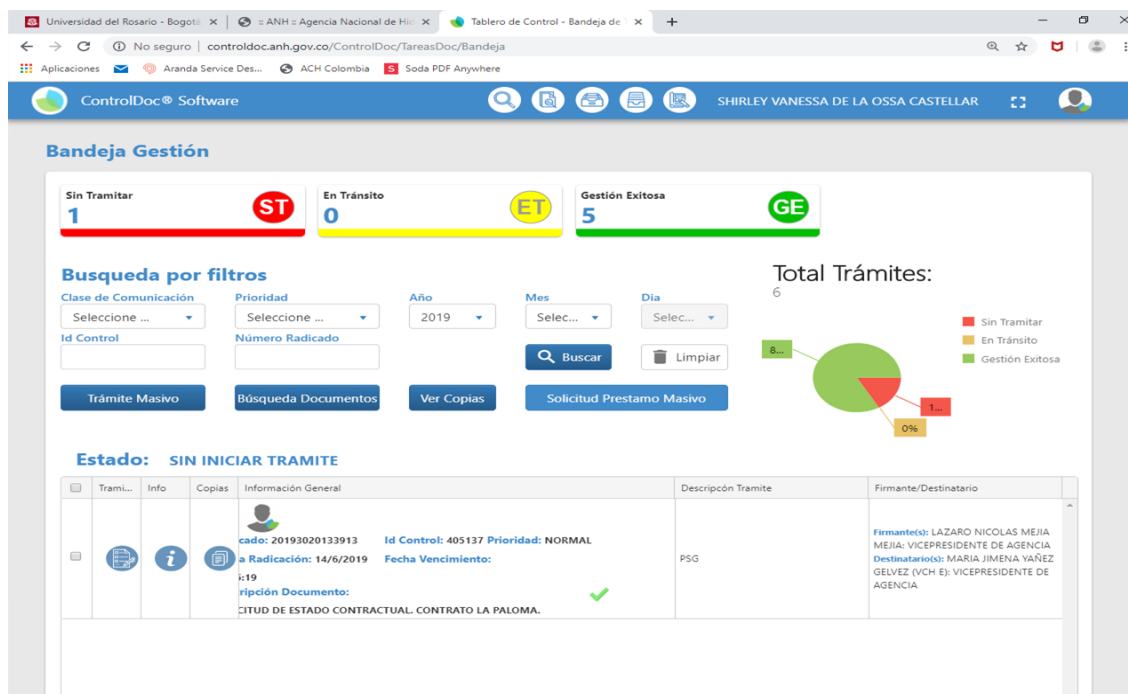 Universidad del Rosario - Bogotá
:: ANH :: Agencia Nacional de Hid
Tablero de Control - Bandeja de T
No seguro | controldoc.anh.gov.co/ControlDoc/TareasDoc/Bandeja
Aplicaciones
Aranda Service Des...
ACH Colombia
S Soda PDF Anywhere
ControlDoc® Software
SHIRLEY VANESSA DE LA OSSA CASTELLAR
Bandeja Gestión
Sin Tramitar
1
ST
En Tránsito
0
ET
Gestión Exitosa
5
GE
Busqueda por filtros
Clase de Comunicación
Seleccione ...
Prioridad
Seleccione ...
Año
2019
Mes
Selec...
Dia
Selec...
Id Control
Número Radicado
Buscar
Limpiar
Trámite Masivo
Búsqueda Documentos
Ver Copias
Solicitud Prestamo Masivo
Total Trámites:
6
Sin Tramitar
En Tránsito
Gestión Exitosa
8...
1...
0%
Estado: SIN INICIAR TRAMITE
Trami...
Info
Copias
Información General
Descripcón Tramite
Firmante/Destinatario
cado: 20193020133913 Id Control: 405137 Prioridad: NORMAL
a Radicación: 14/6/2019 Fecha Vencimiento:
:19
ripción Documento:
CITUD DE ESTADO CONTRACTUAL. CONTRATO LA PALOMA.
PSG
Firmante(s): LAZARO NICOLAS MEJIA
MEJIA: VICEPRESIDENTE DE AGENCIA
Destinatario(s): MARIA JIMENA YAÑEZ
GELVEZ (VCH E): VICEPRESIDENTE DE
AGENCIA